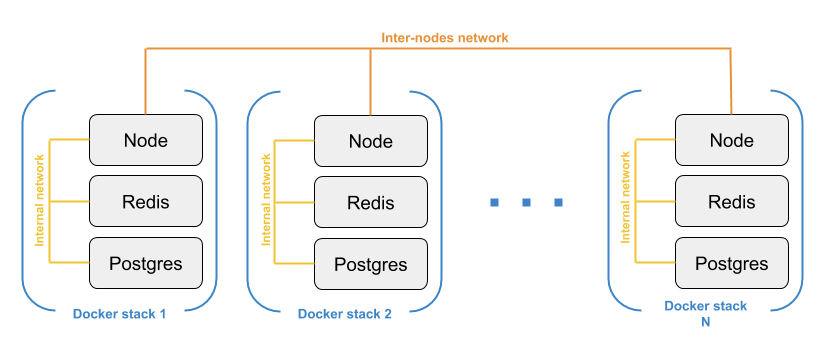 Inter-nodes network
Internal network
Node
Redis
Postgres
Docker stack 1
Internal network
Node
Redis
Postgres
Docker stack 2
Internal network
Node
Redis
Postgres
Docker stack
N